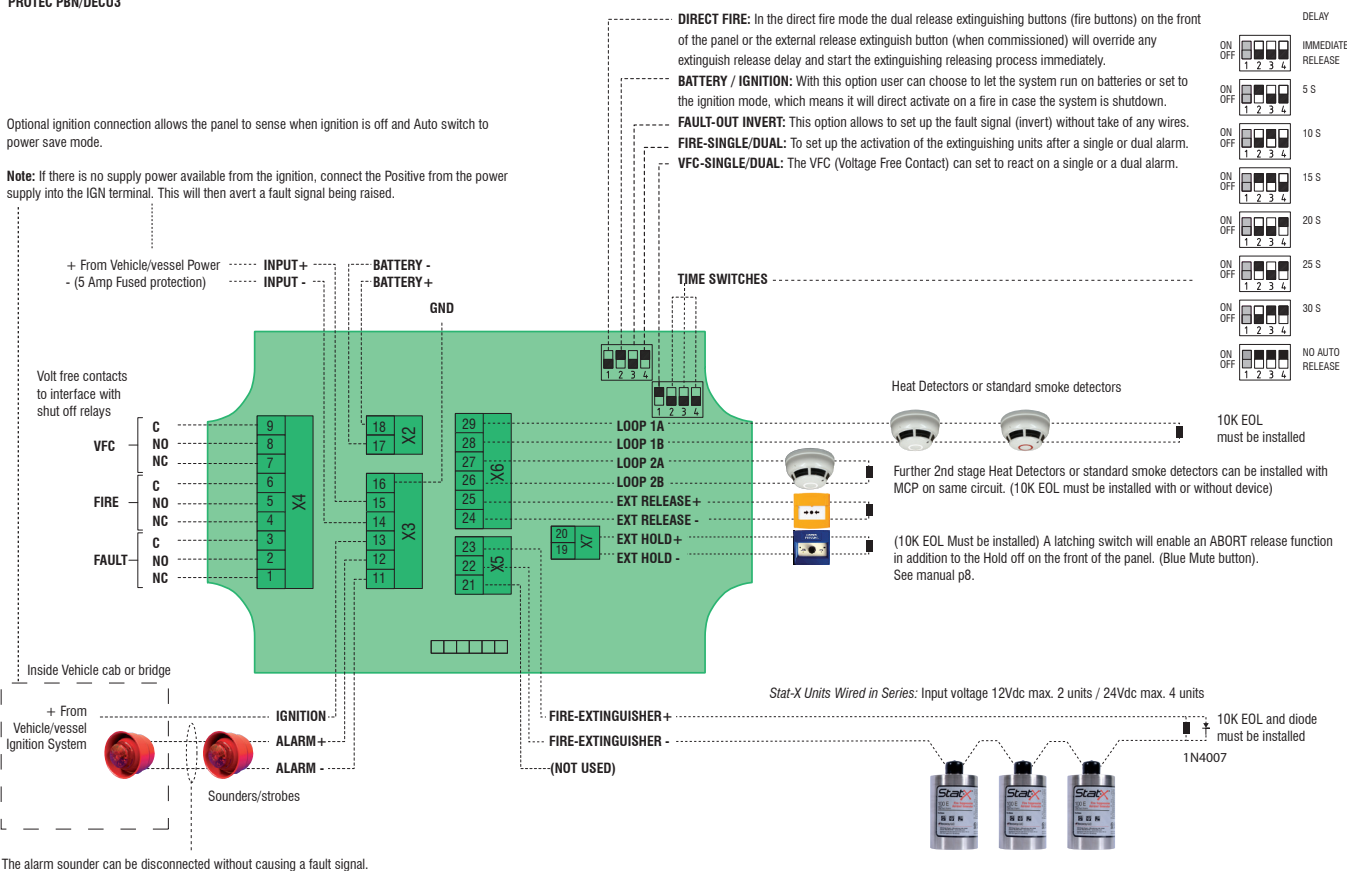 PROTEC PBN/DECO3
DIRECT FIRE: In the direct fire mode the dual release extinguishing buttons (fire buttons) on the front
of the panel or the external release extinguish button (when commissioned) will override any
extinguish release delay and start the extinguishing releasing process immediately.
BATTERY / IGNITION: With this option user can choose to let the system run on batteries or set to
the ignition mode, which means it will direct activate on a fire in case the system is shutdown.
FAULT-OUT INVERT: This option allows to set up the fault signal (invert) without take of any wires.
FIRE-SINGLE/DUAL: To set up the activation of the extinguishing units after a single or dual alarm.
VFC-SINGLE/DUAL: The VFC (Voltage Free Contact) can set to react on a single or a dual alarm.
TIME SWITCHES
DELAY
ON
OFF
1 2 3 4
IMMEDIATE
RELEASE
ON
OFF
1 2 3 4
5 S
ON
OFF
1 2 3 4
10 S
ON
OFF
1 2 3 4
15 S
ON
OFF
1 2 3 4
20 S
ON
OFF
1 2 3 4
25 S
ON
OFF
1 2 3 4
30 S
ON
OFF
1 2 3 4
NO AUTO
RELEASE
Optional ignition connection allows the panel to sense when ignition is off and Auto switch to
power save mode.
Note: If there is no supply power available from the ignition, connect the Positive from the power
supply into the IGN terminal. This will then avert a fault signal being raised.
+ From Vehicle/vessel Power
- (5 Amp Fused protection)
INPUT+
INPUT -
BATTERY -
BATTERY+
GND
1 2 3 4
1 2 3 4
Volt free contacts
to interface with
shut off relays
VFC
C
NO
NC
FIRE
C
NO
NC
FAULT
C
NO
NC
9
8
7
6
5
4
3
2
1
X4
18
17
X2
16
15
14
13
12
11
X3
29
28
27
26
25
24
X6
23
22
21
X5
20
19
X7
LOOP 1A
LOOP 1B
LOOP 2A
LOOP 2B
EXT RELEASE+
EXT RELEASE -
EXT HOLD+
EXT HOLD -
Heat Detectors or standard smoke detectors
10K EOL
must be installed
Further 2nd stage Heat Detectors or standard smoke detectors can be installed with
MCP on same circuit. (10K EOL must be installed with or without device)
(10K EOL Must be installed) A latching switch will enable an ABORT release function
in addition to the Hold off on the front of the panel. (Blue Mute button).
See manual p8.
Inside Vehicle cab or bridge
+ From
Vehicle/vessel
Ignition System
IGNITION
ALARM+
ALARM -
Sounders/strobes
FIRE-EXTINGUISHER+
FIRE-EXTINGUISHER -
(NOT USED)
Stat-X Units Wired in Series: Input voltage 12Vdc max. 2 units / 24Vdc max. 4 units
10K EOL and diode
must be installed
1N4007
StatX
100 E
StatX
100 E
StatX
100 E
The alarm sounder can be disconnected without causing a fault signal.